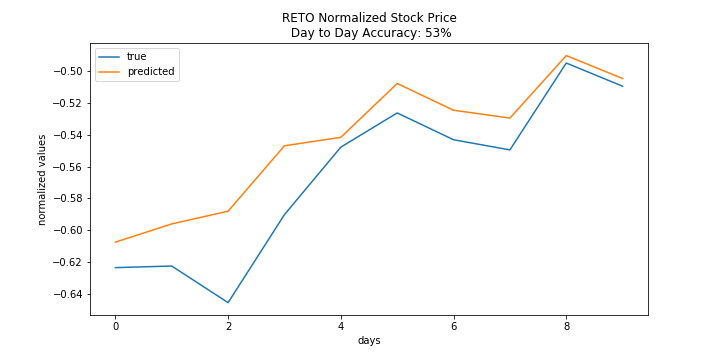 RETO Normalized Stock Price
Day to Day Accuracy: 53%
true
predicted
normalized values
−0.50
−0.52
−0.54
−0.56
−0.58
−0.60
−0.62
−0.64
0
2
4
6
8
days